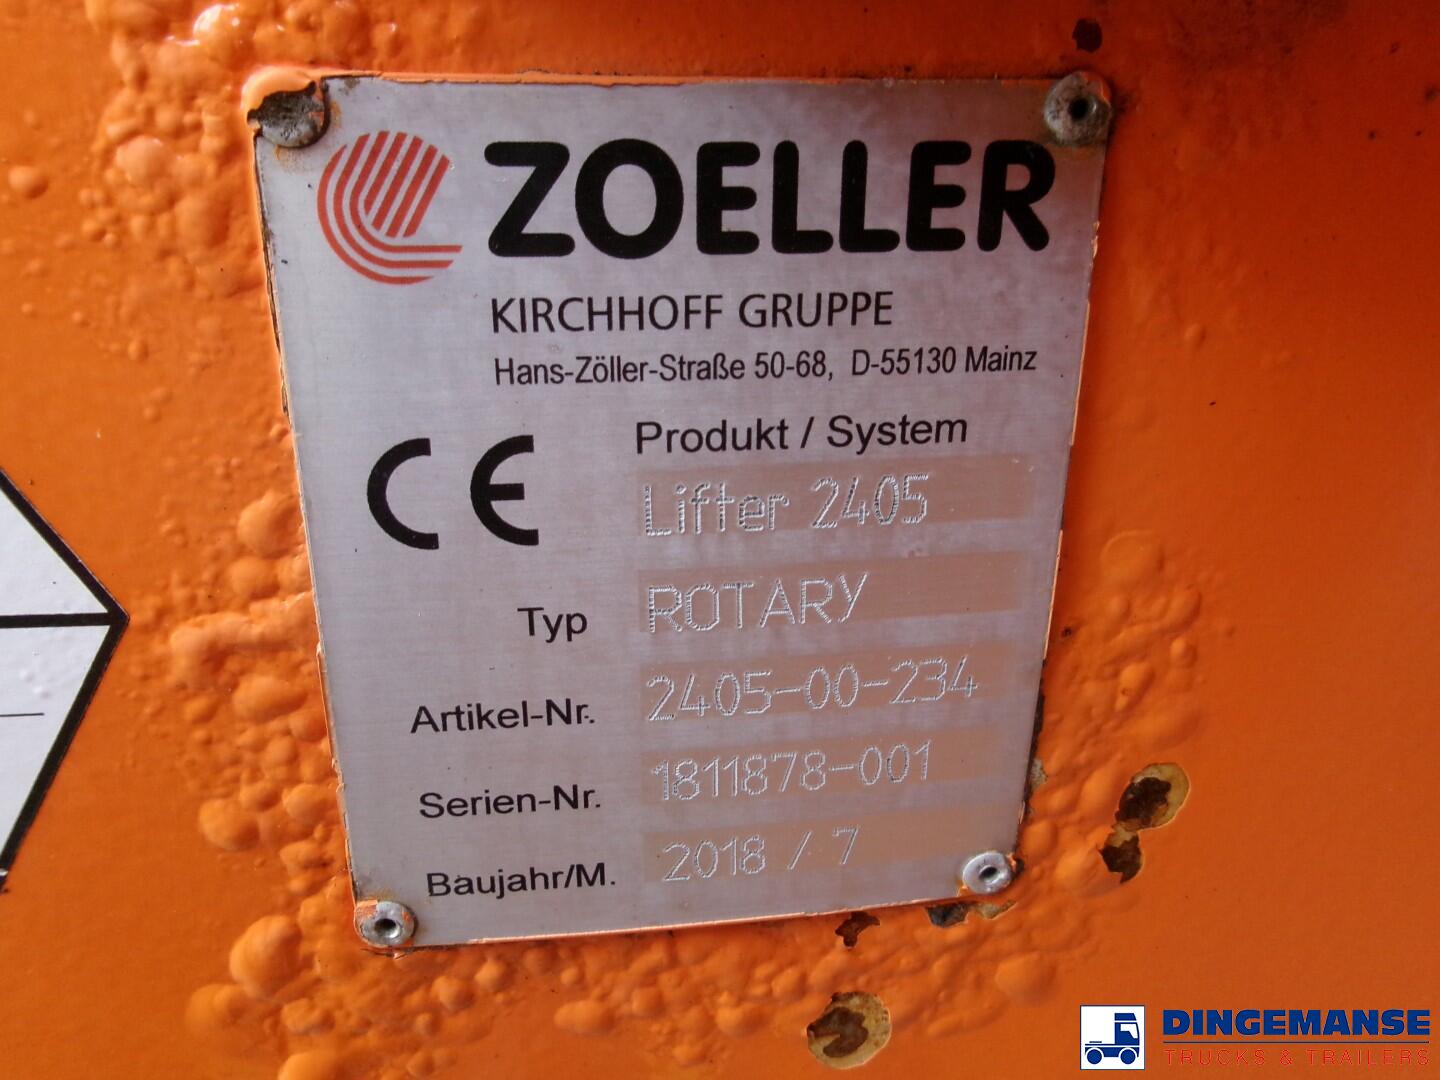 ZOELLER
KIRCHHOFF GRUPPE
Hans-Zöller-Straße 50-68, D-55130 Mainz
CE
Produkt / System
Lifter 2405
Typ ROTARY
Artikel-Nr. 2405-00-234
Serien-Nr. 1811878-001
Baujahr/M. 2018 / 7
DINGEMANSE
TRUCKS & TRAILERS